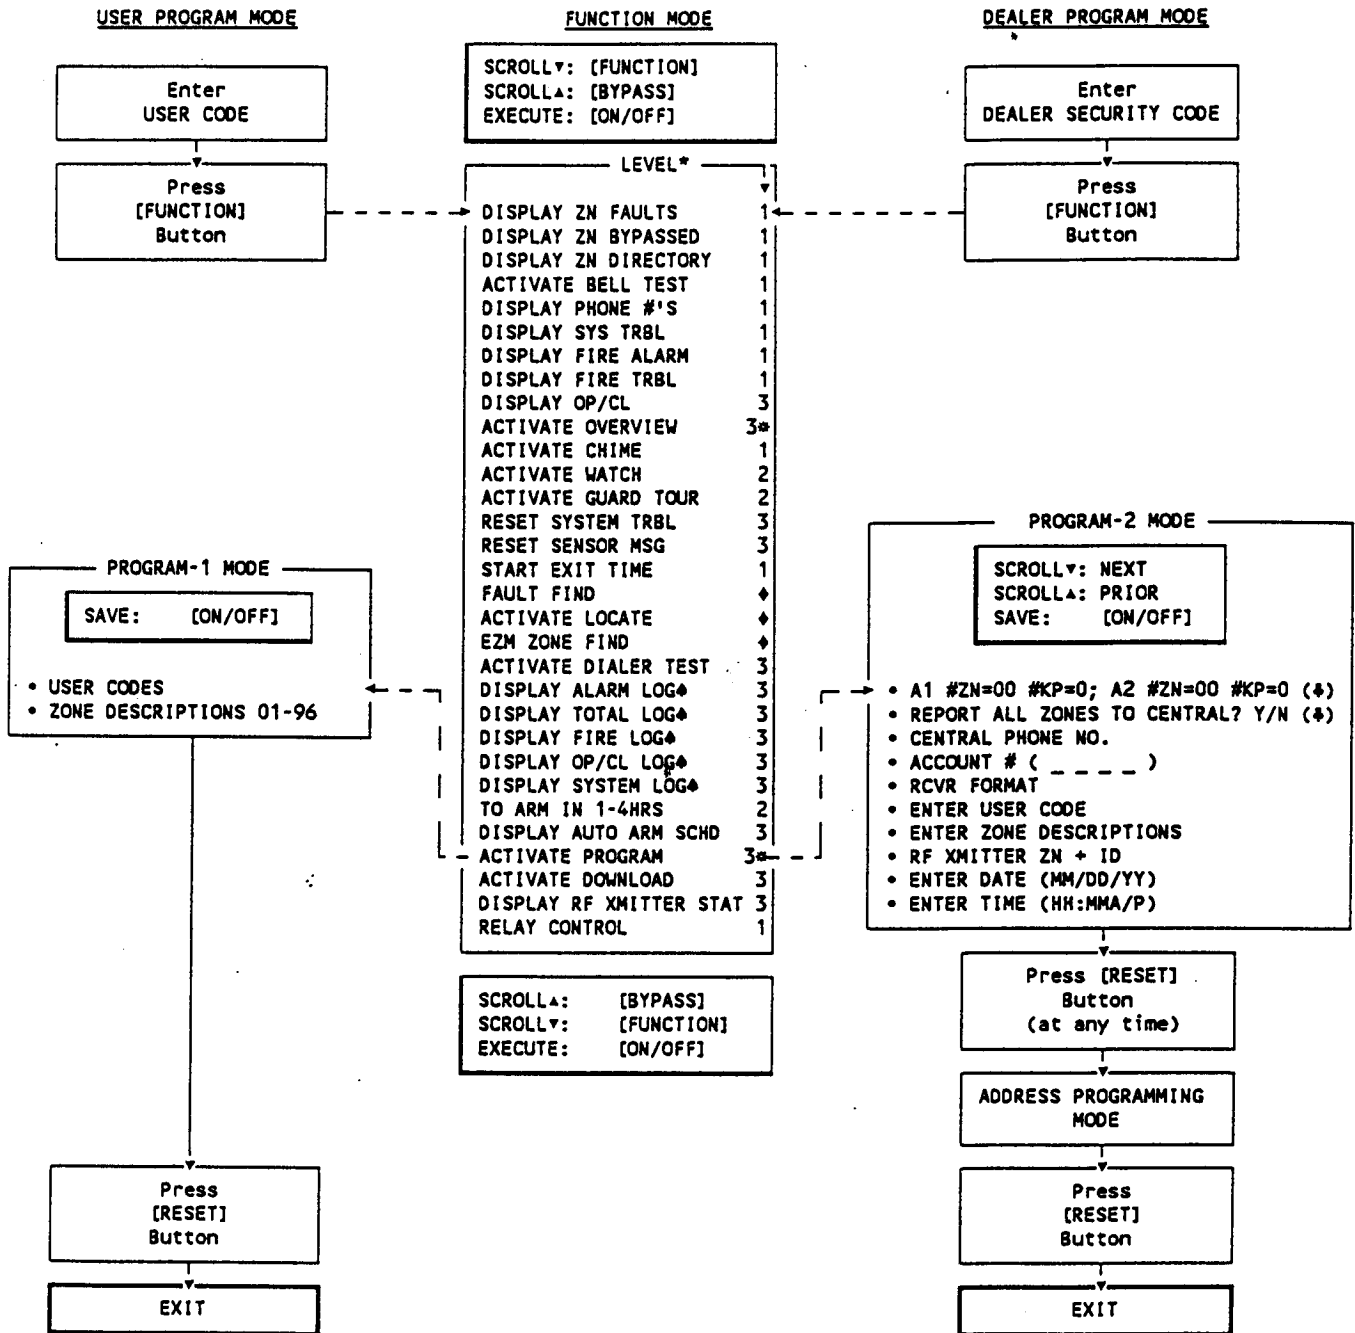 USER PROGRAM MODE
Enter
USER CODE
Press
[FUNCTION]
Button
PROGRAM-1 MODE
SAVE: [ON/OFF]
• USER CODES
• ZONE DESCRIPTIONS 01-96
Press
[RESET]
Button
EXIT
FUNCTION MODE
SCROLL▼: [FUNCTION]
SCROLL▲: [BYPASS]
EXECUTE: [ON/OFF]
LEVEL*
DISPLAY ZN FAULTS 1
DISPLAY ZN BYPASSED 1
DISPLAY ZN DIRECTORY 1
ACTIVATE BELL TEST 1
DISPLAY PHONE #'S 1
DISPLAY SYS TRBL 1
DISPLAY FIRE ALARM 1
DISPLAY FIRE TRBL 1
DISPLAY OP/CL 3
ACTIVATE OVERVIEW 3*
ACTIVATE CHIME 1
ACTIVATE WATCH 2
ACTIVATE GUARD TOUR 2
RESET SYSTEM TRBL 3
RESET SENSOR MSG 3
START EXIT TIME 1
FAULT FIND ♦
ACTIVATE LOCATE ♦
EZM ZONE FIND ♦
ACTIVATE DIALER TEST 3
DISPLAY ALARM LOG♠ 3
DISPLAY TOTAL LOG♠ 3
DISPLAY FIRE LOG♠ 3
DISPLAY OP/CL LOG♠ 3
DISPLAY SYSTEM LOG♠ 3
TO ARM IN 1-4HRS 2
DISPLAY AUTO ARM SCHD 3
ACTIVATE PROGRAM 3*
ACTIVATE DOWNLOAD 3
DISPLAY RF XMITTER STAT 3
RELAY CONTROL 1
SCROLL▲: [BYPASS]
SCROLL▼: [FUNCTION]
EXECUTE: [ON/OFF]
DEALER PROGRAM MODE
Enter
DEALER SECURITY CODE
Press
[FUNCTION]
Button
PROGRAM-2 MODE
SCROLL▼: NEXT
SCROLL▲: PRIOR
SAVE: [ON/OFF]
• A1 #ZN=00 #KP=0; A2 #ZN=00 #KP=0 (♣)
• REPORT ALL ZONES TO CENTRAL? Y/N (♣)
• CENTRAL PHONE NO.
• ACCOUNT # ( _ _ _ _ )
• RCVR FORMAT
• ENTER USER CODE
• ENTER ZONE DESCRIPTIONS
• RF XMITTER ZN + ID
• ENTER DATE (MM/DD/YY)
• ENTER TIME (HH:MMA/P)
Press [RESET]
Button
(at any time)
ADDRESS PROGRAMMING
MODE
Press
[RESET]
Button
EXIT